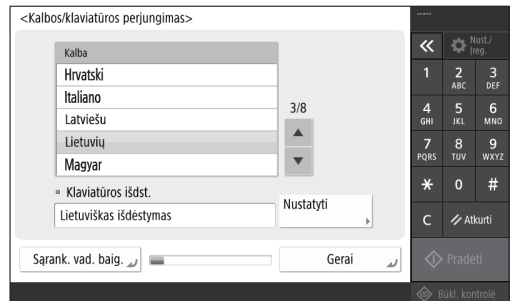 <Kalbos/klaviatūros perjungimas>
Kalba
Hrvatski
Italiano
Latviešu
Lietuvių
Magyar
3/8
Klaviatūros išdst.
Lietuviškas išdėstymas
Nustatyti
Sąrank. vad. baig.
Gerai
-----
Nust./
Įreg.
1
2 ABC
3 DEF
4 GHI
5 JKL
6 MNO
7 PQRS
8 TUV
9 WXYZ
* 0 #
C
Atkurti
Pradėti
Būkl. kontrolė